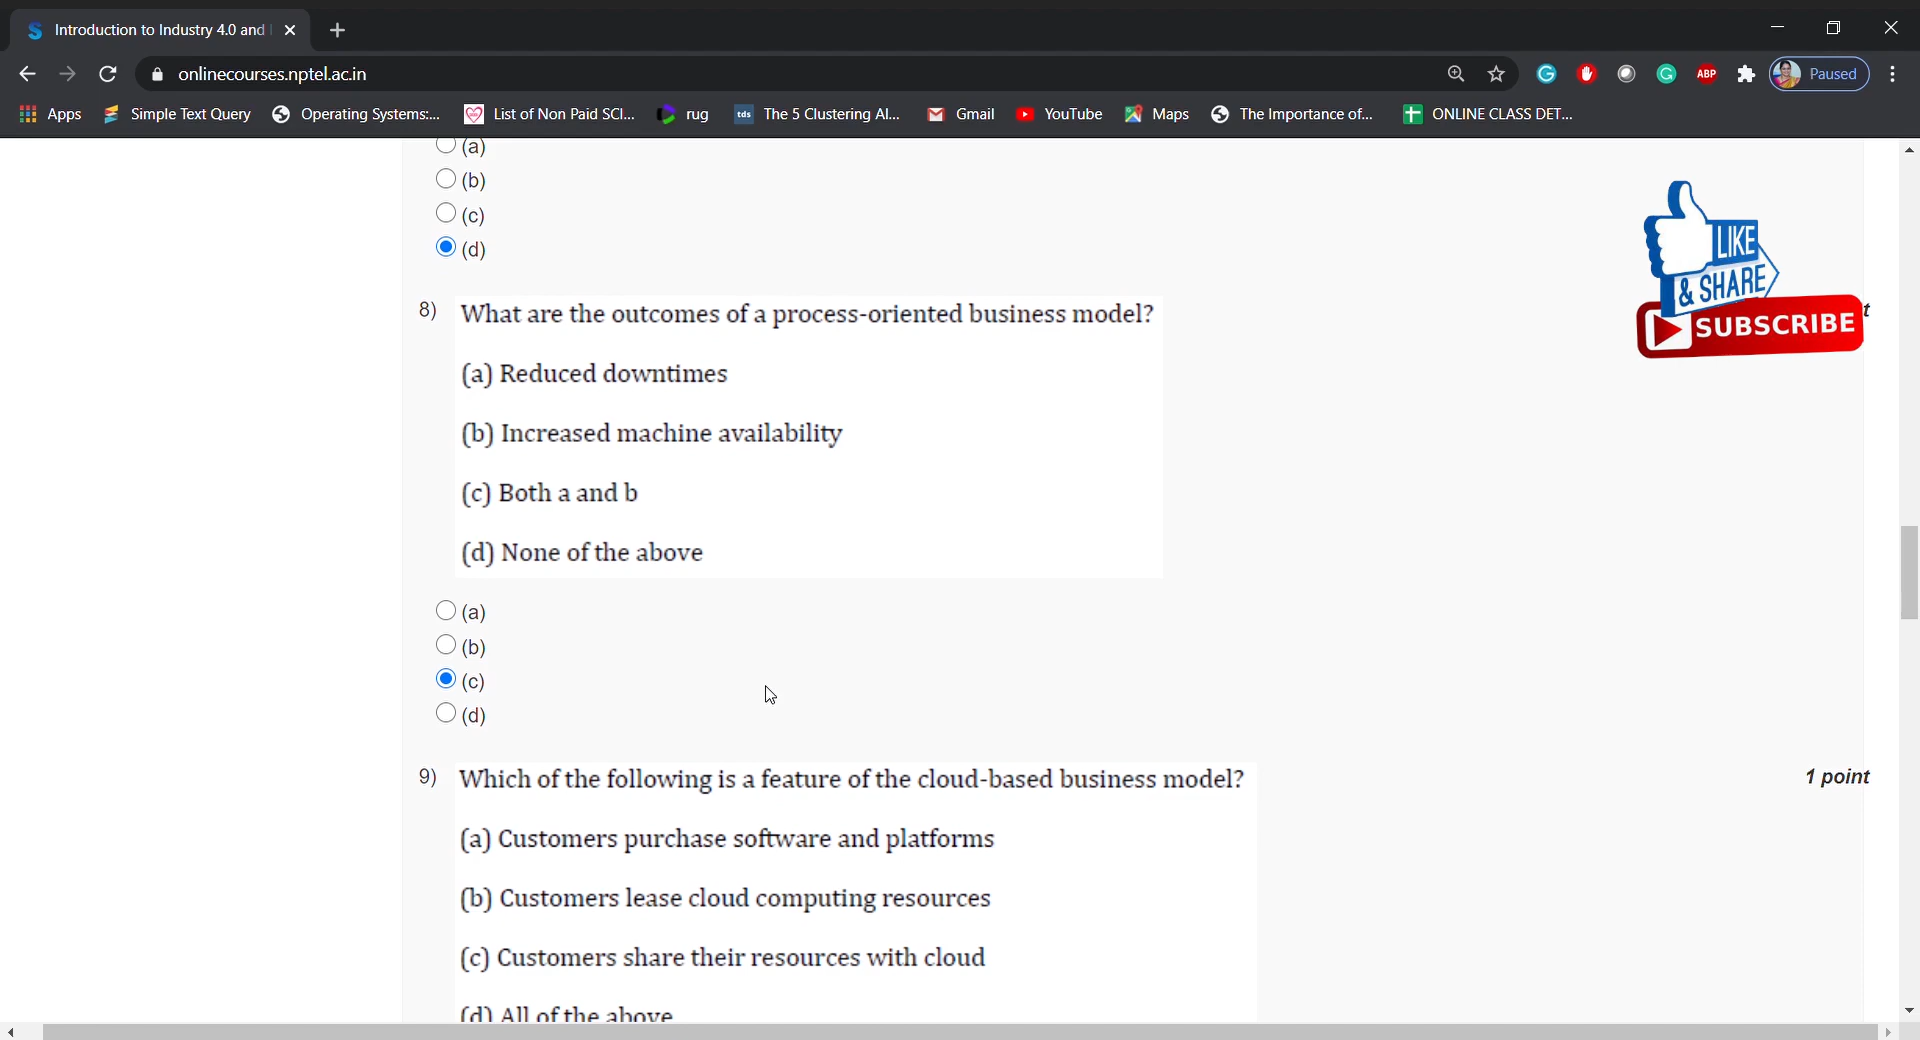 Introduction to Industry 4.0 and
onlinecourses.nptel.ac.in
ABP
Paused
Apps
Simple Text Query
Operating Systems:...
List of Non Paid SCI...
rug
tds
The 5 Clustering Al...
Gmail
YouTube
Maps
The Importance of...
ONLINE CLASS DET...
(a)
(b)
(c)
(d)
LIKE
& SHARE
SUBSCRIBE
t
8) What are the outcomes of a process-oriented business model?
(a) Reduced downtimes
(b) Increased machine availability
(c) Both a and b
(d) None of the above
(a)
(b)
(c)
(d)
9) Which of the following is a feature of the cloud-based business model?
1 point
(a) Customers purchase software and platforms
(b) Customers lease cloud computing resources
(c) Customers share their resources with cloud
(d) All of the above